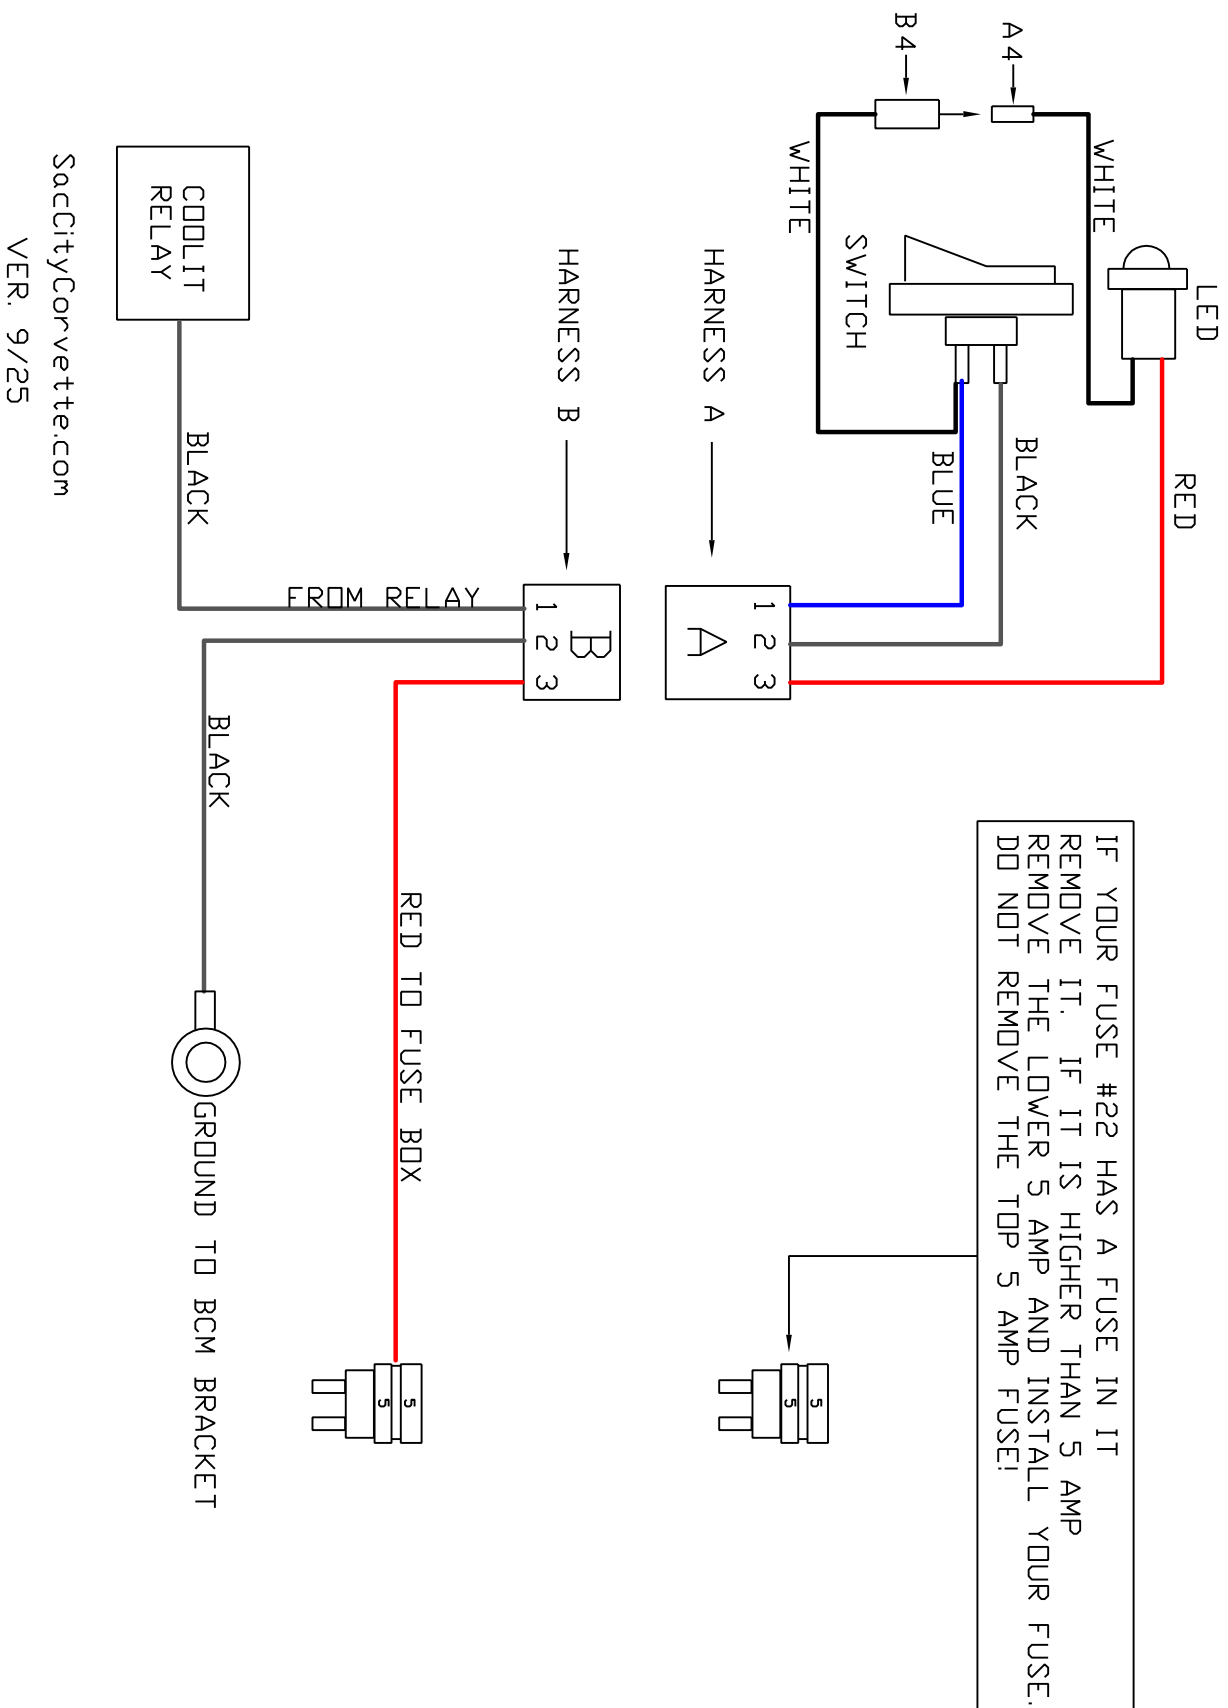 LED
A4
B4
WHITE
WHITE
SWITCH
RED
BLACK
BLUE
IF YOUR FUSE #22 HAS A FUSE IN IT
REMOVE IT. IF IT IS HIGHER THAN 5 AMP
REMOVE THE LOWER 5 AMP AND INSTALL YOUR FUSE.
DO NOT REMOVE THE TOP 5 AMP FUSE!
5
5
HARNESS A
1
2
3
A
HARNESS B
B
1
2
3
FROM RELAY
RED TO FUSE BOX
5
5
COOLIT
RELAY
BLACK
BLACK
GROUND TO BCM BRACKET
SacCityCorvette.com
VER. 9/25